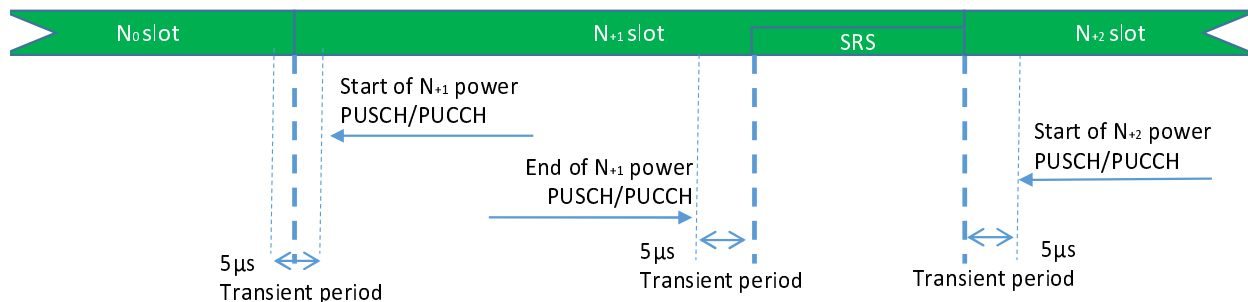 N₀ slot
N₊₁ slot
SRS
N₊₂ slot
Start of N₊₁ power
PUSCH/PUCCH
Start of N₊₂ power
PUSCH/PUCCH
End of N₊₁ power
PUSCH/PUCCH
5µs
Transient period
5µs
Transient period
5µs
Transient period